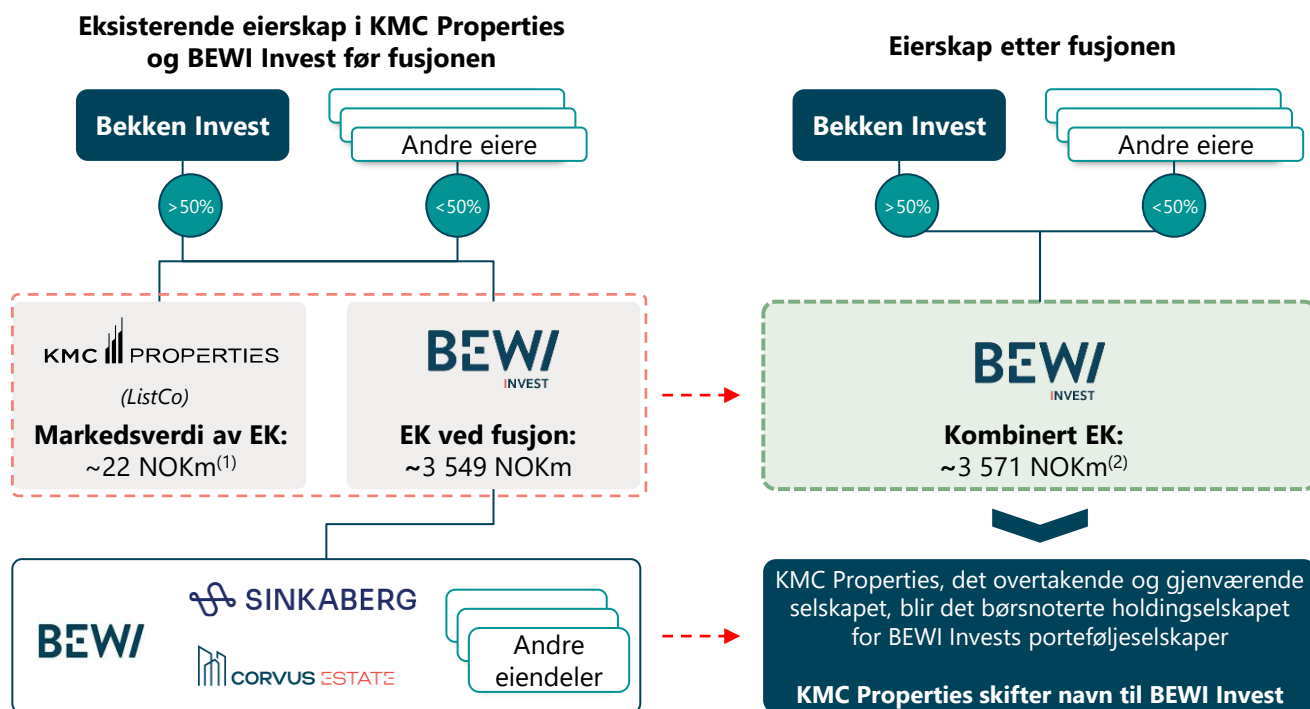 Eksisterende eierskap i KMC Properties
og BEWI Invest før fusjonen
Bekken Invest
Andre eiere
>50%
<50%
KMC PROPERTIES
(ListCo)
Markedsverdi av EK:
~22 NOKm(1)
BEWI
INVEST
EK ved fusjon:
~3 549 NOKm
BEWI
SINKABERG
CORVUS ESTATE
Andre
eiendeler
Eierskap etter fusjonen
Bekken Invest
Andre eiere
>50%
<50%
BEWI
INVEST
Kombinert EK:
~3 571 NOKm(2)
KMC Properties, det overtakende og gjenværende
selskapet, blir det børsnoterte holdingselskapet
for BEWI Invests porteføljeselskaper
KMC Properties skifter navn til BEWI Invest